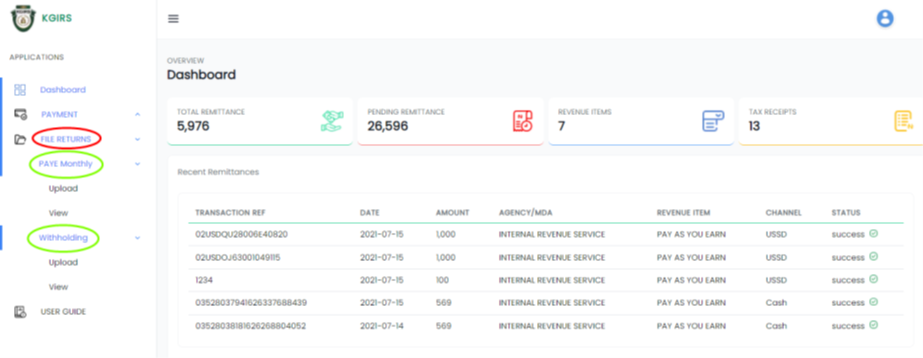 KGIRS
APPLICATIONS
Dashboard
PAYMENT
FILE RETURNS
PAYE Monthly
Upload
View
Withholding
Upload
View
USER GUIDE
OVERVIEW
Dashboard
TOTAL REMITTANCE
5,976
PENDING REMITTANCE
26,596
REVENUE ITEMS
7
TAX RECEIPTS
13
Recent Remittances
TRANSACTION REF DATE AMOUNT AGENCY/MDA REVENUE ITEM CHANNEL STATUS
02USDQU28006E40820 2021-07-15 1,000 INTERNAL REVENUE SERVICE PAY AS YOU EARN USSD success
02USDOJ63001049115 2021-07-15 1,000 INTERNAL REVENUE SERVICE PAY AS YOU EARN USSD success
1234 2021-07-15 100 INTERNAL REVENUE SERVICE PAY AS YOU EARN USSD success
03528037941626337688439 2021-07-15 569 INTERNAL REVENUE SERVICE PAY AS YOU EARN Cash success
03528038181626268804052 2021-07-14 569 INTERNAL REVENUE SERVICE PAY AS YOU EARN Cash success